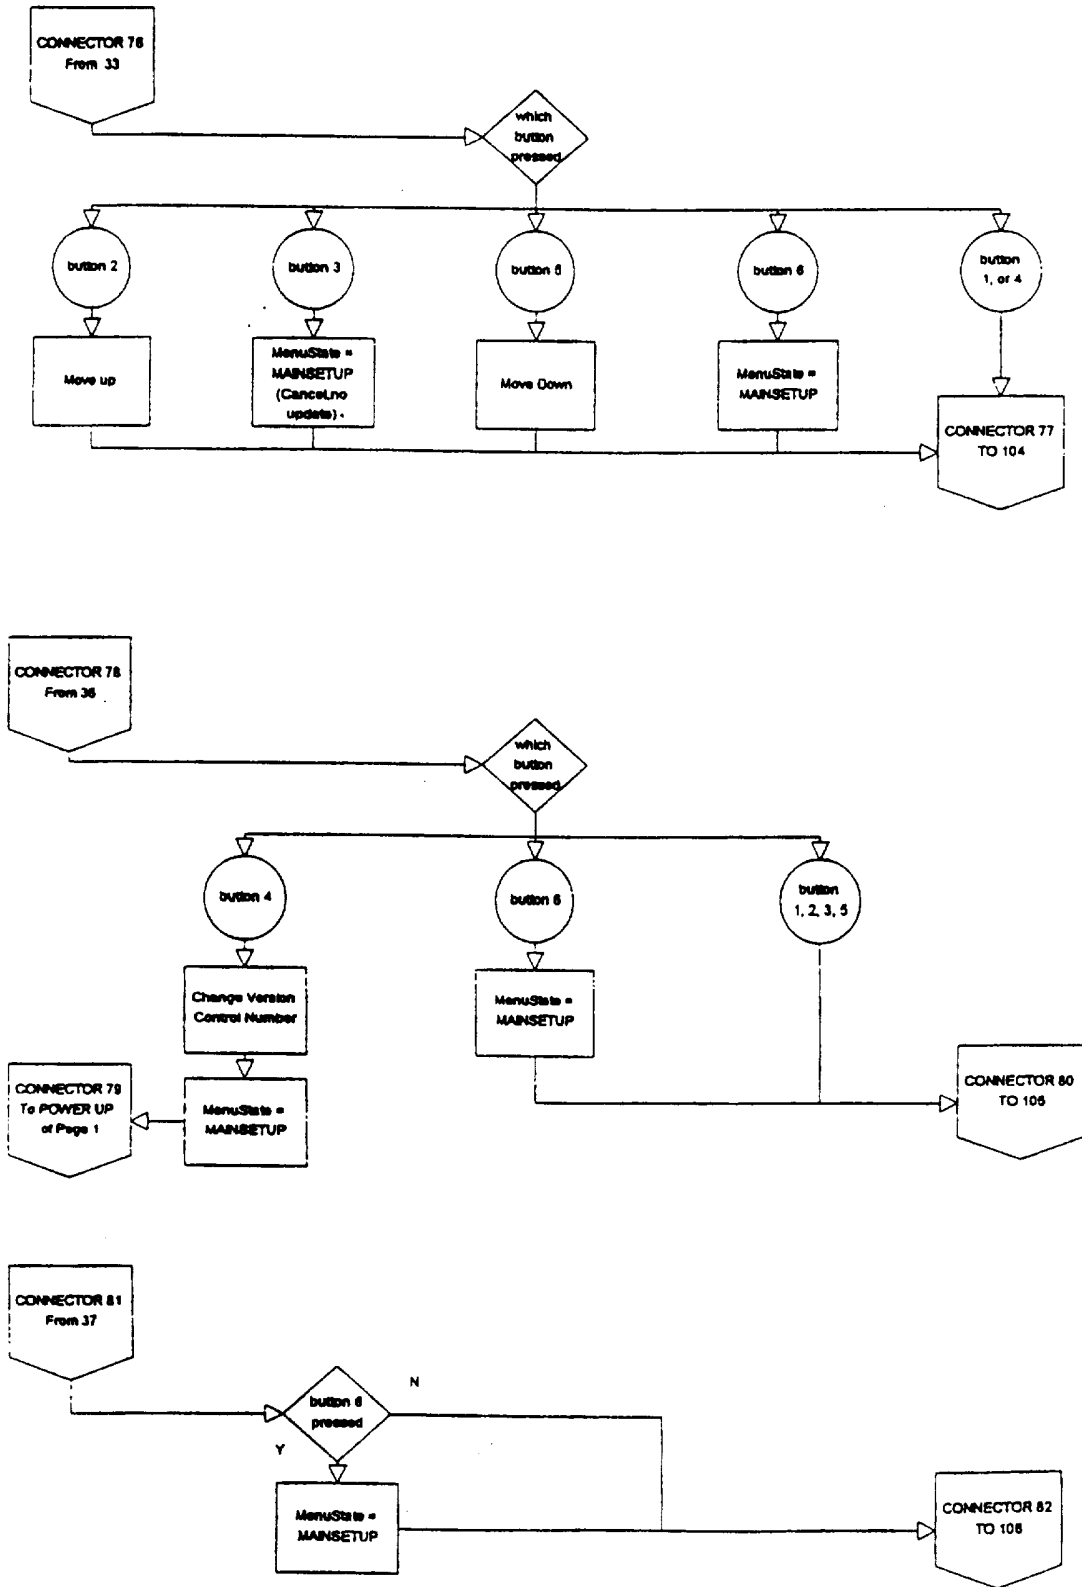 CONNECTOR 76
From 33
which
button
pressed
button 2
button 3
button 5
button 6
button
1, or 4
Move up
MenuState =
MAINSETUP
(Cancel,no
update)
Move Down
MenuState =
MAINSETUP
CONNECTOR 77
TO 104
CONNECTOR 78
From 36
which
button
pressed
button 4
button 6
button
1, 2, 3, 5
Change Version
Control Number
MenuState =
MAINSETUP
CONNECTOR 79
To POWER UP
of Page 1
MenuState =
MAINSETUP
CONNECTOR 80
TO 105
CONNECTOR 81
From 37
button 6
pressed
N
Y
MenuState =
MAINSETUP
CONNECTOR 82
TO 106